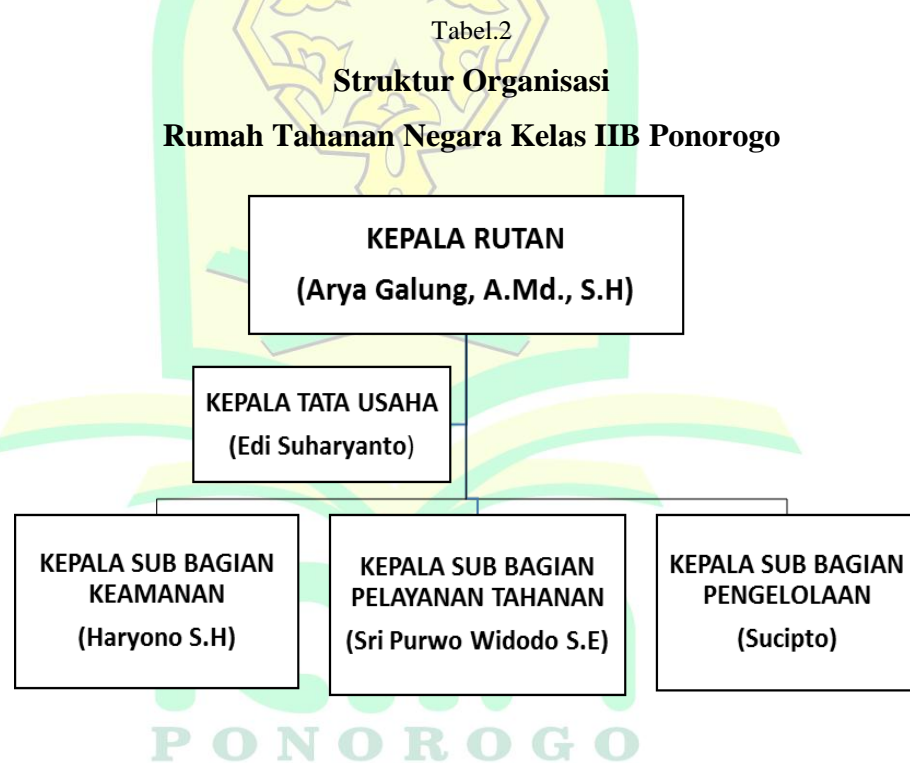 Tabel.2
Struktur Organisasi
Rumah Tahanan Negara Kelas IIB Ponorogo
KEPALA RUTAN
(Arya Galung, A.Md., S.H)
KEPALA TATA USAHA
(Edi Suharyanto)
KEPALA SUB BAGIAN
KEAMANAN
(Haryono S.H)
KEPALA SUB BAGIAN
PELAYANAN TAHANAN
(Sri Purwo Widodo S.E)
KEPALA SUB BAGIAN
PENGELOLAAN
(Sucipto)
PONOROGO